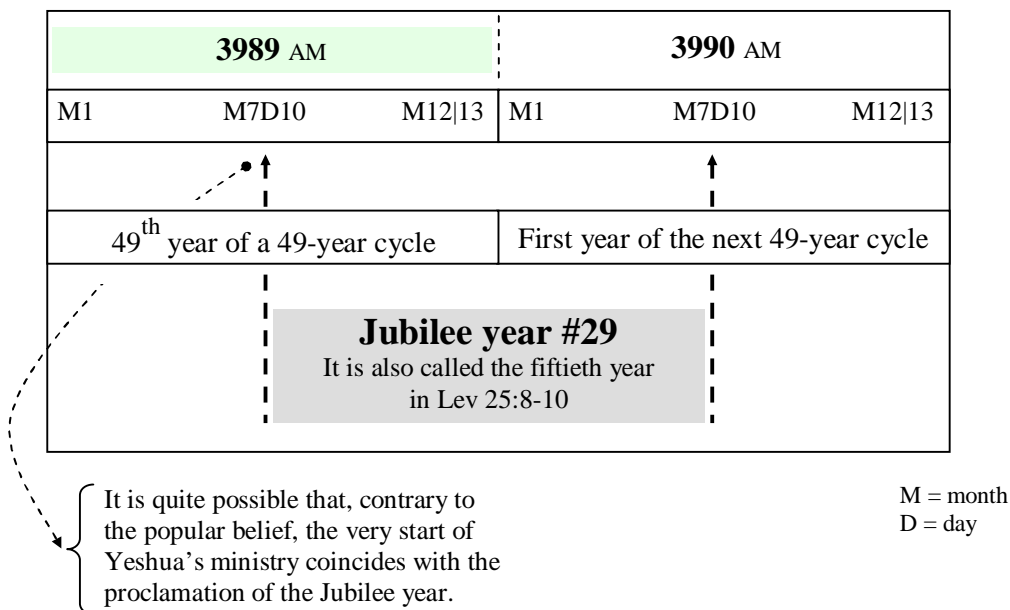 3989 AM 3990 AM
M1 M7D10 M12|13 M1 M7D10 M12|13
49th year of a 49-year cycle First year of the next 49-year cycle
Jubilee year #29
It is also called the fiftieth year
in Lev 25:8-10
It is quite possible that, contrary to
the popular belief, the very start of
Yeshua’s ministry coincides with the
proclamation of the Jubilee year.
M = month
D = day